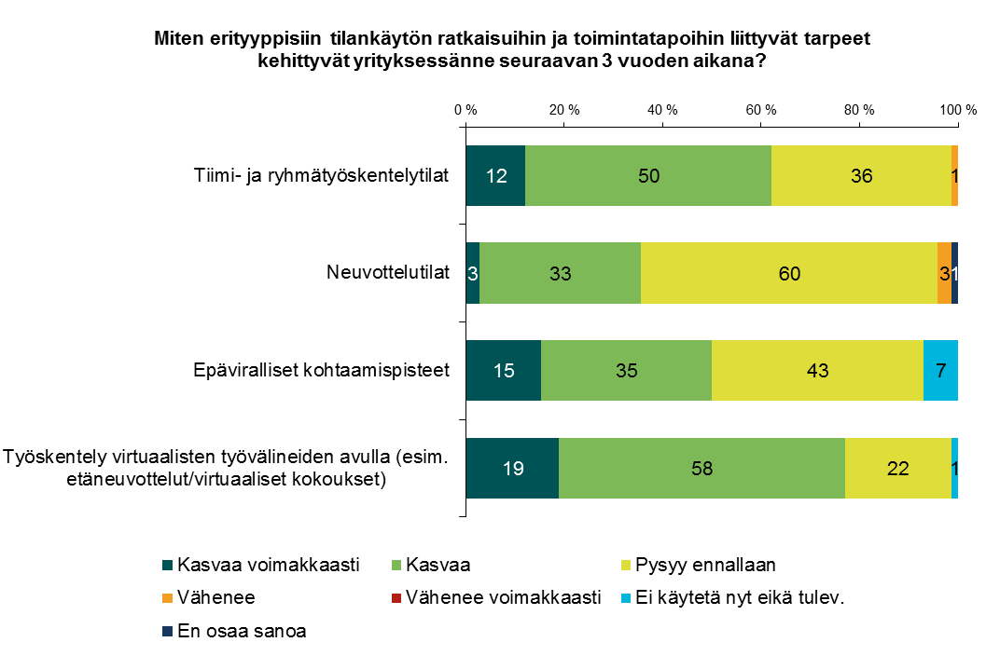 Miten erityyppisiin tilankäytön ratkaisuihin ja toimintatapoihin liittyvät tarpeet
kehittyvät yrityksessänne seuraavan 3 vuoden aikana?
0 % 20 % 40 % 60 % 80 % 100 %
Tiimi- ja ryhmätyöskentelytilat 12 50 36 1
Neuvottelutilat 3 33 60 3 1
Epäviralliset kohtaamispisteet 15 35 43 7
Työskentely virtuaalisten työvälineiden avulla (esim.
etäneuvottelut/virtuaaliset kokoukset) 19 58 22 1
Kasvaa voimakkaasti Kasvaa Pysyy ennallaan
Vähenee Vähenee voimakkaasti Ei käytetä nyt eikä tulev.
En osaa sanoa